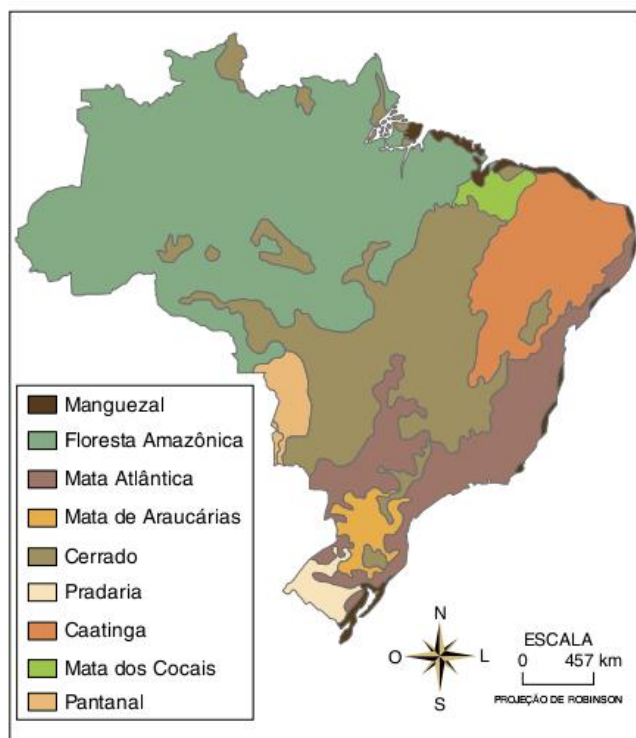 Manguezal
Floresta Amazônica
Mata Atlântica
Mata de Araucárias
Cerrado
Pradaria
Caatinga
Mata dos Cocais
Pantanal
N
O L
S
ESCALA
0 457 km
PROJEÇÃO DE ROBINSON